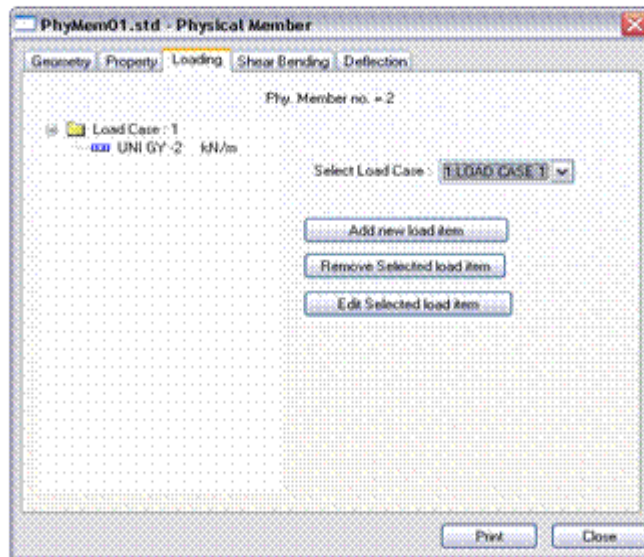 PhyMem01.std - Physical Member
Geometry Property Loading Shear Bending Deflection
Phy. Member no. = 2
Load Case : 1
UNI GY -2 kN/m
Select Load Case : 1:LOAD CASE 1
Add new load item
Remove Selected load item
Edit Selected load item
Print Close